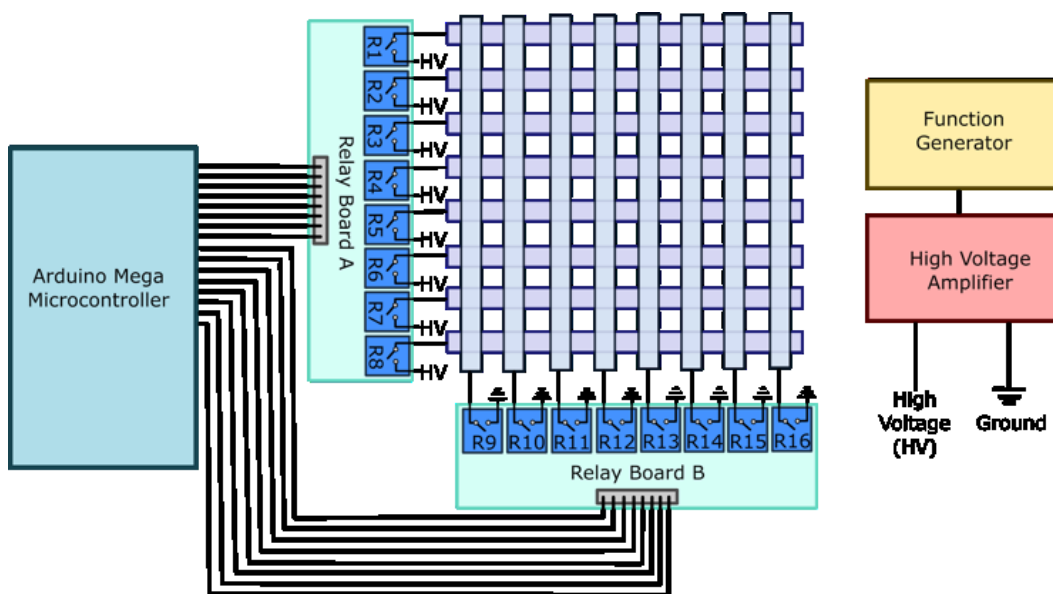 R1
HV
R2
HV
R3
HV
R4
HV
R5
HV
R6
HV
R7
HV
R8
HV
Relay Board A
Arduino Mega
Microcontroller
R9
R10
R11
R12
R13
R14
R15
R16
Relay Board B
Function
Generator
High Voltage
Amplifier
High
Voltage
(HV)
Ground